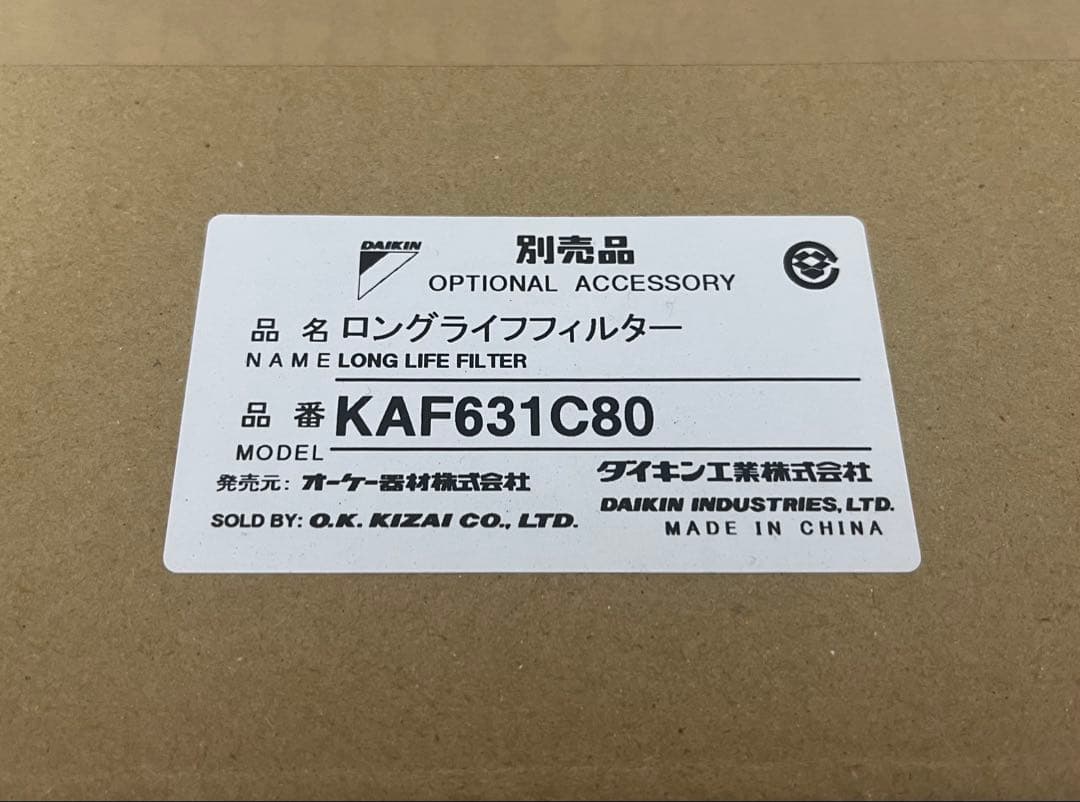 DAIKIN
別売品
OPTIONAL ACCESSORY
品名 ロングライフフィルター
NAME LONG LIFE FILTER
品番 KAF631C80
MODEL
発売元: オーケー器材株式会社
SOLD BY: O.K. KIZAI CO., LTD.
ダイキン工業株式会社
DAIKIN INDUSTRIES, LTD.
MADE IN CHINA